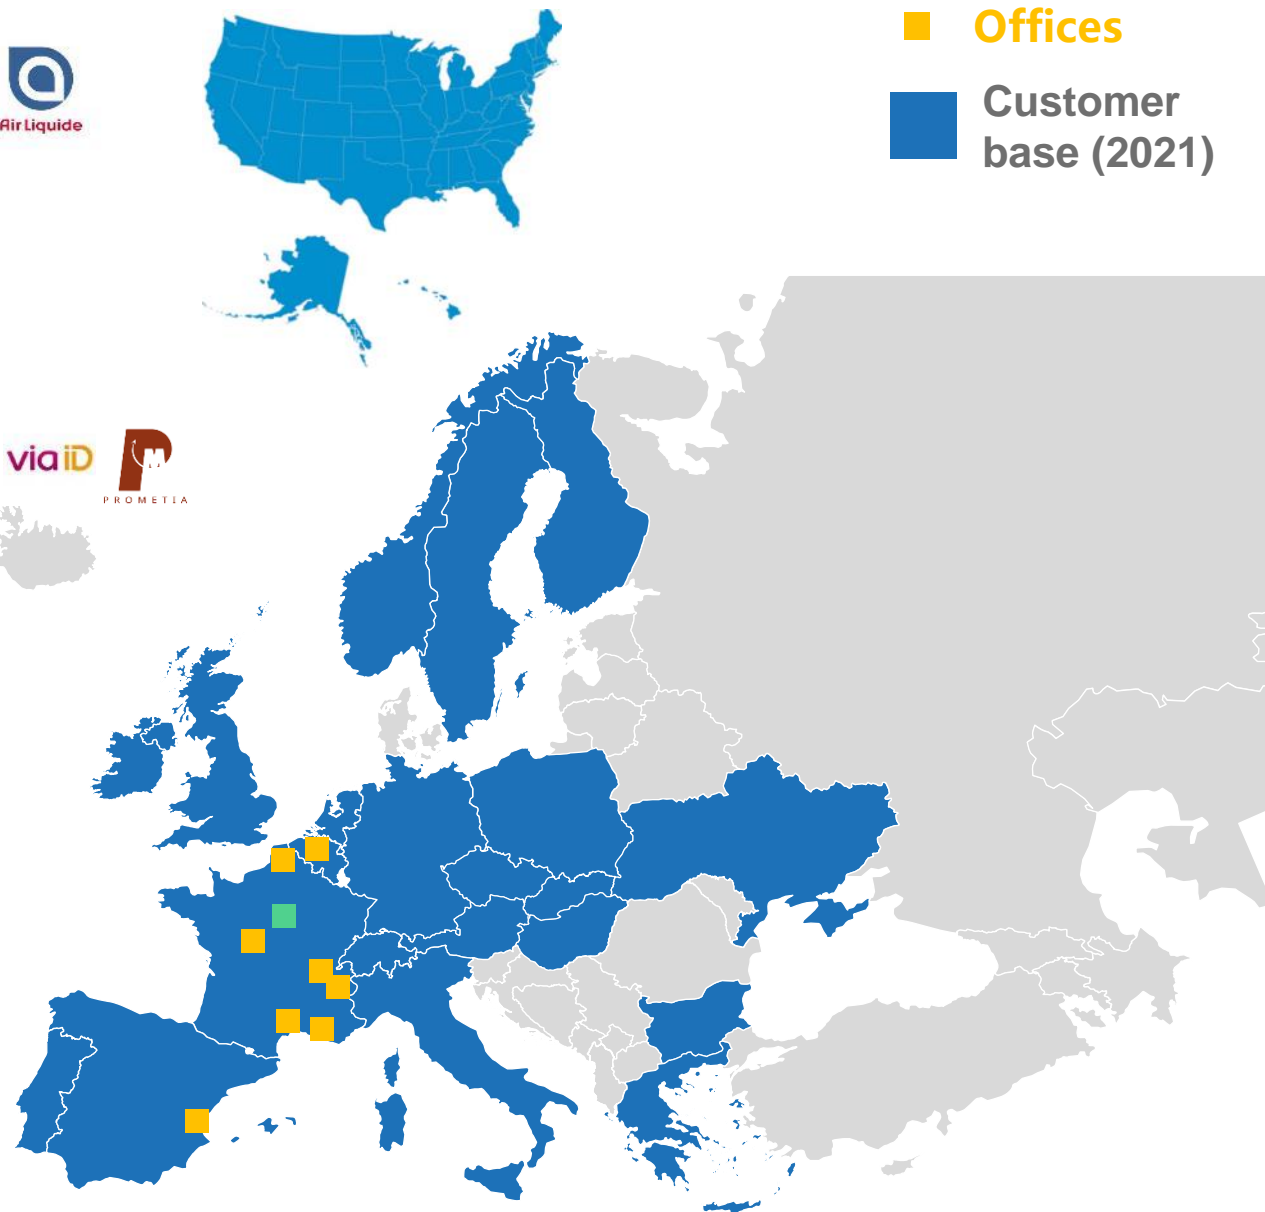 Offices
Air Liquide
Customer
base (2021)
via iD
PROMETIA